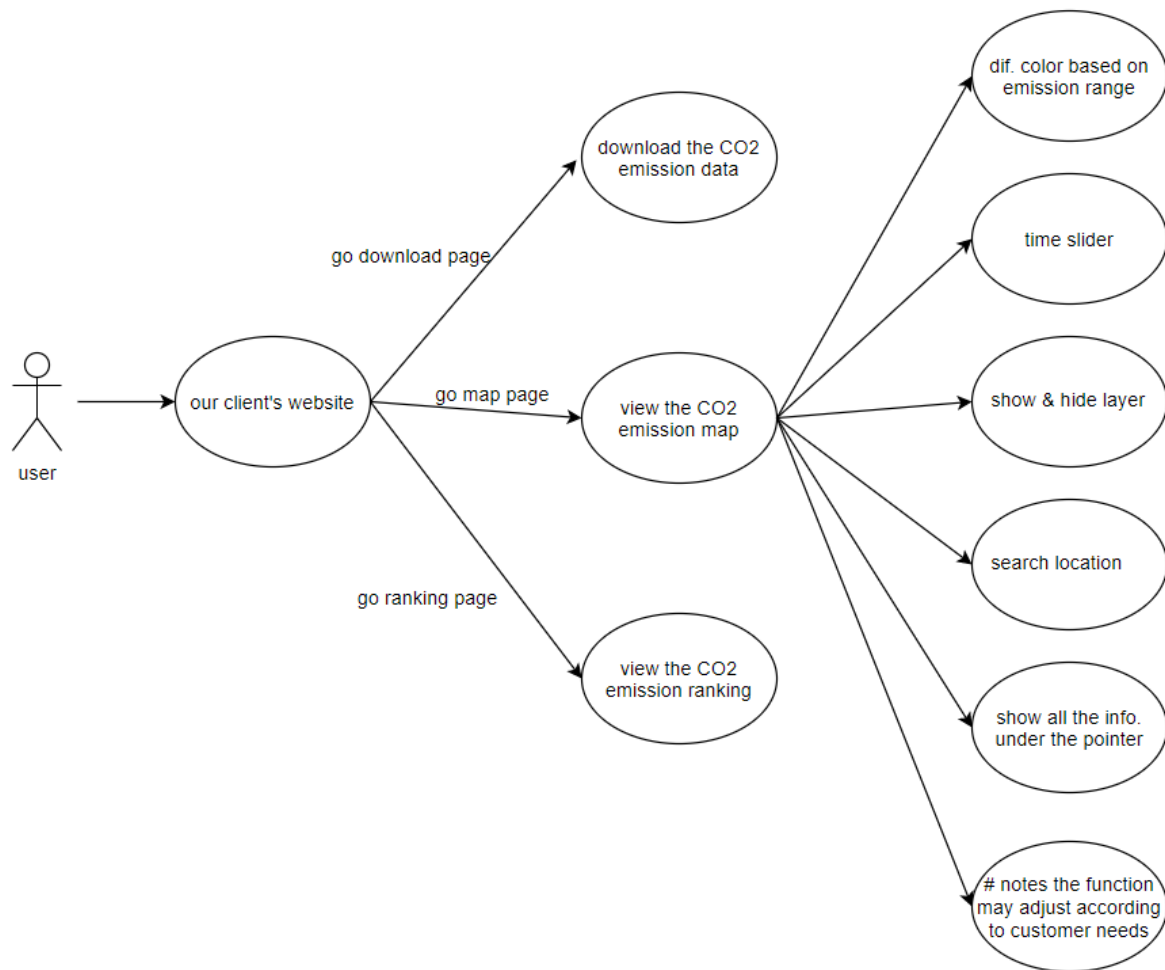 user
our client's website
go download page
go map page
go ranking page
download the CO2
emission data
view the CO2
emission map
view the CO2
emission ranking
dif. color based on
emission range
time slider
show & hide layer
search location
show all the info.
under the pointer
# notes the function
may adjust according
to customer needs